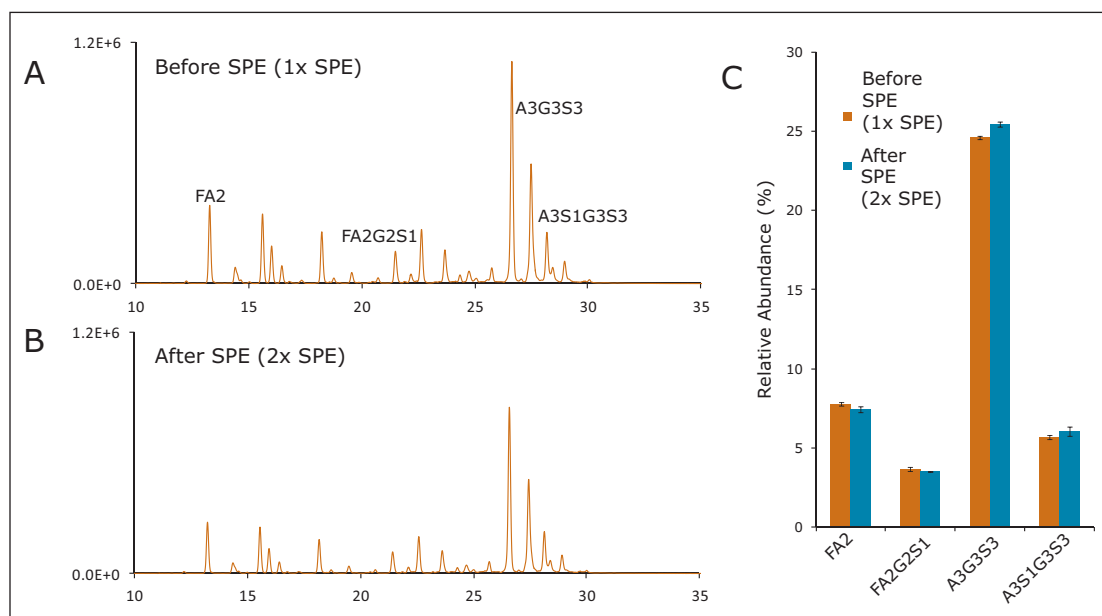 A
1.2E+6
Before SPE (1x SPE)
A3G3S3
FA2
FA2G2S1
A3S1G3S3
0.0E+0
10 15 20 25 30 35
B
1.2E+6
After SPE (2x SPE)
0.0E+0
10 15 20 25 30 35
C
Relative Abundance (%)
30
25
20
15
10
5
0
Before
SPE
(1x SPE)
After
SPE
(2x SPE)
FA2
FA2G2S1
A3G3S3
A3S1G3S3